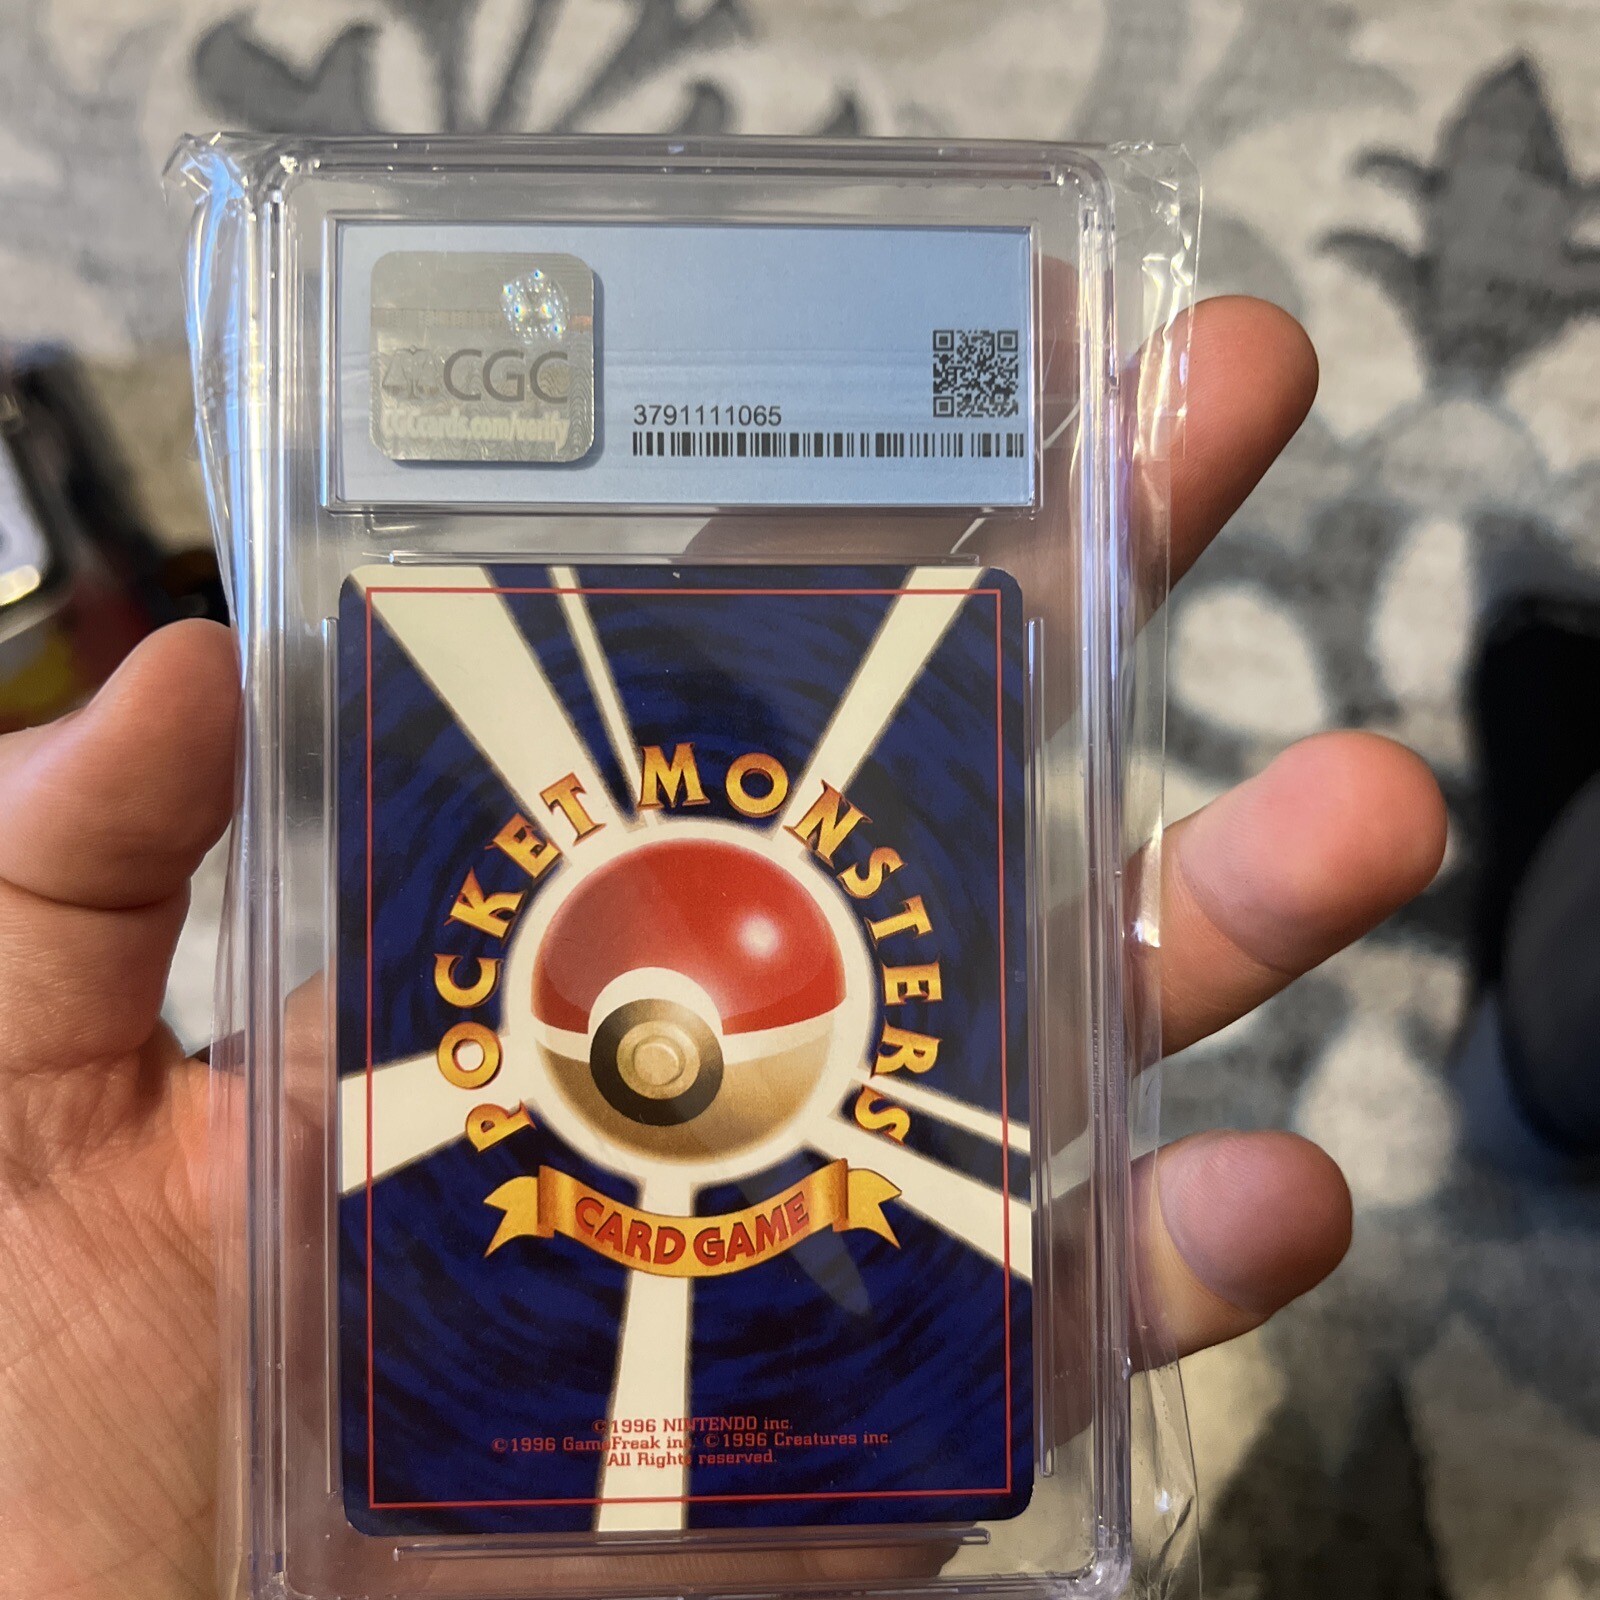 CGC
CGCcards.com/verify
3791111065
POCKET MONSTERS
CARD GAME
©1996 NINTENDO inc.
©1996 GameFreak inc. ©1996 Creatures inc.
All Rights reserved.